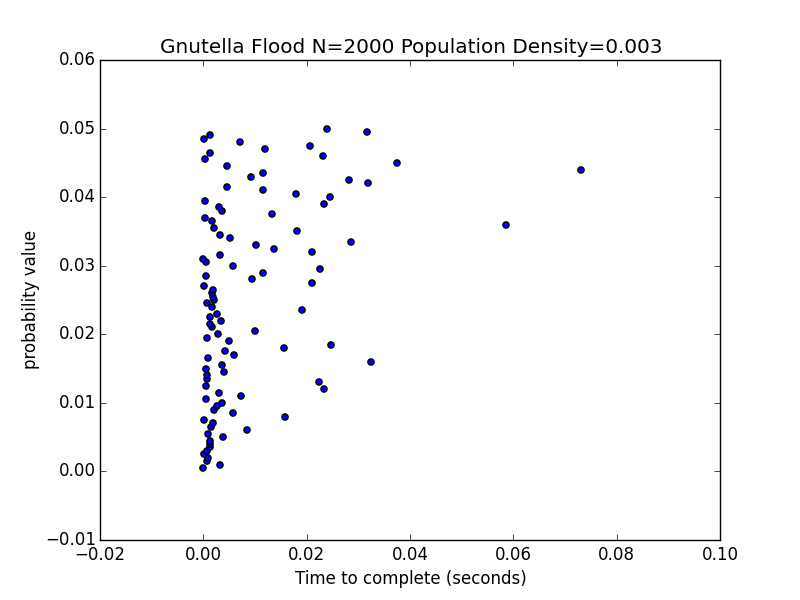 Gnutella Flood N=2000 Population Density=0.003
0.06
0.05
0.04
0.03
0.02
0.01
0.00
−0.01
probability value
−0.02 0.00 0.02 0.04 0.06 0.08 0.10
Time to complete (seconds)